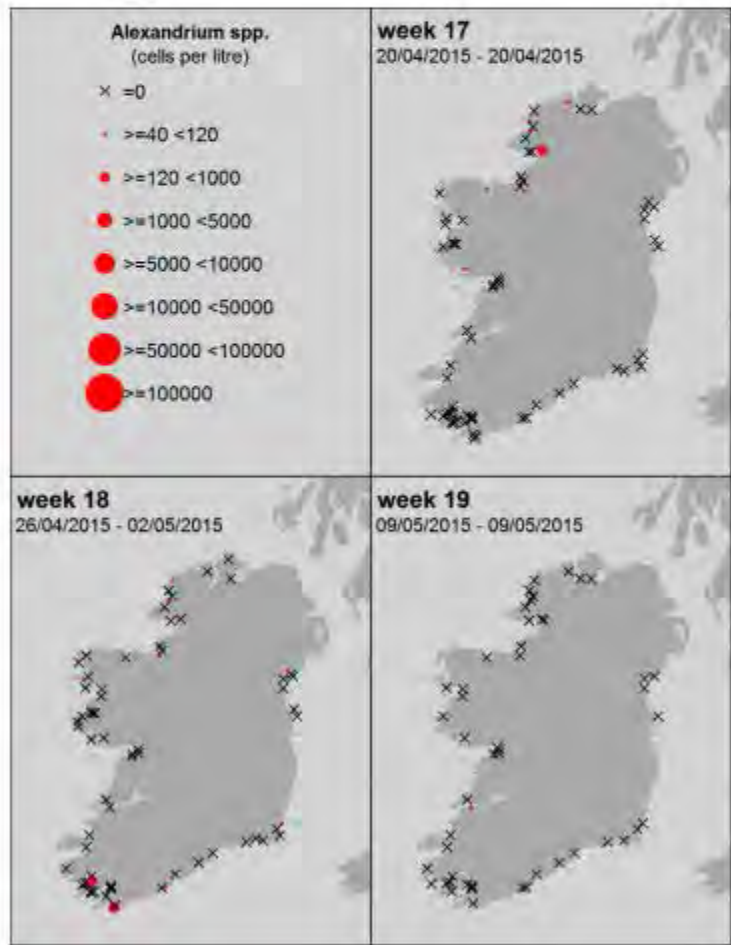 Alexandrium spp.
(cells per litre)
× =0
>=40 <120
>=120 <1000
>=1000 <5000
>=5000 <10000
>=10000 <50000
>=50000 <100000
>=100000
week 17
20/04/2015 - 20/04/2015
week 18
26/04/2015 - 02/05/2015
week 19
09/05/2015 - 09/05/2015